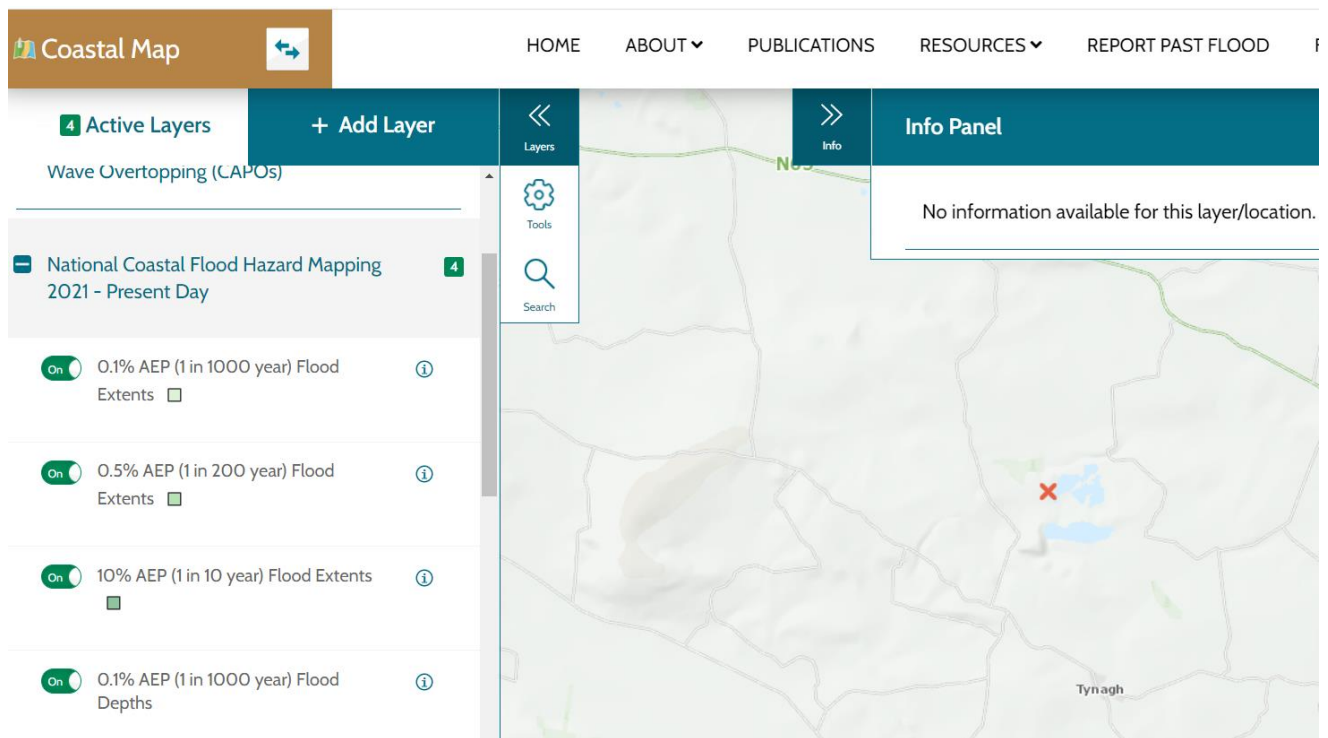 Coastal Map
HOME
ABOUT
PUBLICATIONS
RESOURCES
REPORT PAST FLOOD
4 Active Layers
+ Add Layer
Layers
Info
Info Panel
Wave Overtopping (CAPOs)
Tools
Search
No information available for this layer/location.
National Coastal Flood Hazard Mapping
2021 - Present Day
4
On
0.1% AEP (1 in 1000 year) Flood
Extents
On
0.5% AEP (1 in 200 year) Flood
Extents
On
10% AEP (1 in 10 year) Flood Extents
On
0.1% AEP (1 in 1000 year) Flood
Depths
Tynagh